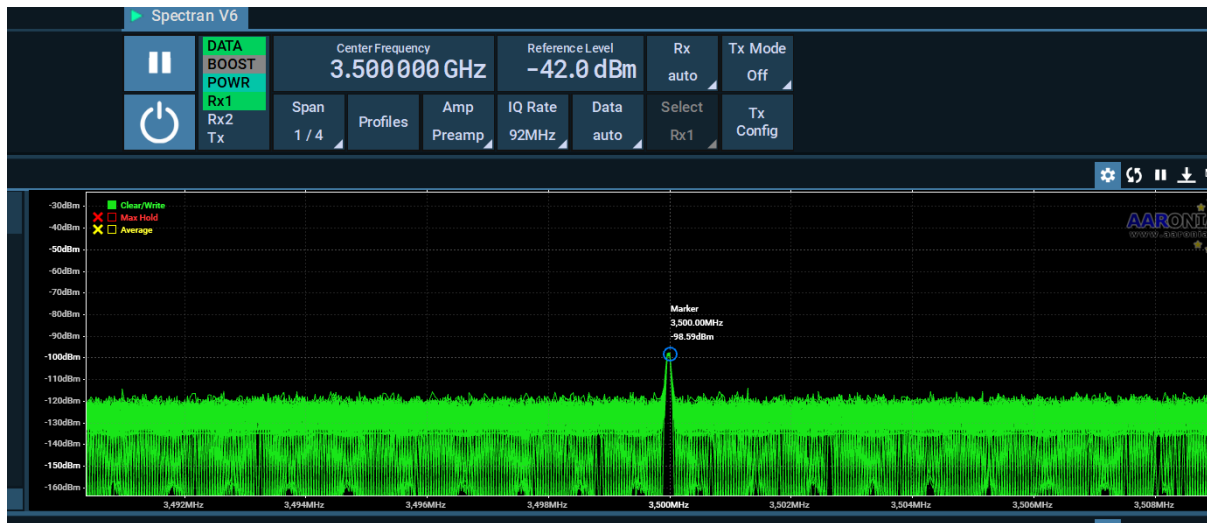 Spectran V6
DATA
BOOST
POWR
Rx1
Rx2
Tx
Center Frequency
3.500000 GHz
Reference Level
-42.0 dBm
Rx
auto
Tx Mode
Off
Span
1 / 4
Profiles
Amp
Preamp
IQ Rate
92MHz
Data
auto
Select
Rx1
Tx
Config
-30dBm
-40dBm
-50dBm
-60dBm
-70dBm
-80dBm
-90dBm
-100dBm
-110dBm
-120dBm
-130dBm
-140dBm
-150dBm
-160dBm
Clear/Write
Max Hold
Average
AARONI
www.aaronia
Marker
3,500.00MHz
-98.59dBm
3,492MHz
3,494MHz
3,496MHz
3,498MHz
3,500MHz
3,502MHz
3,504MHz
3,506MHz
3,508MHz